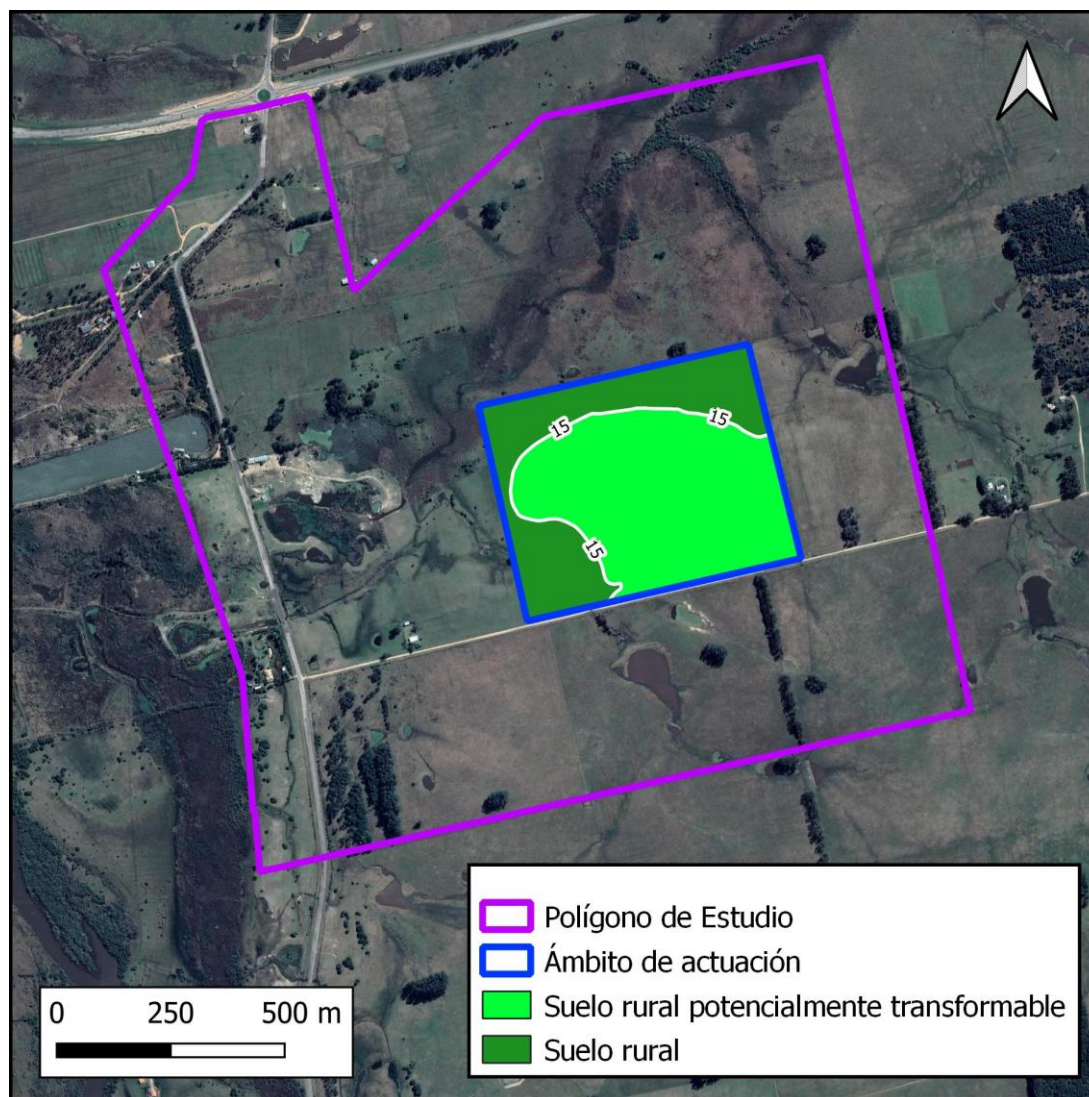 15
15
15
Polígono de Estudio
Ámbito de actuación
Suelo rural potencialmente transformable
Suelo rural
0 250 500 m